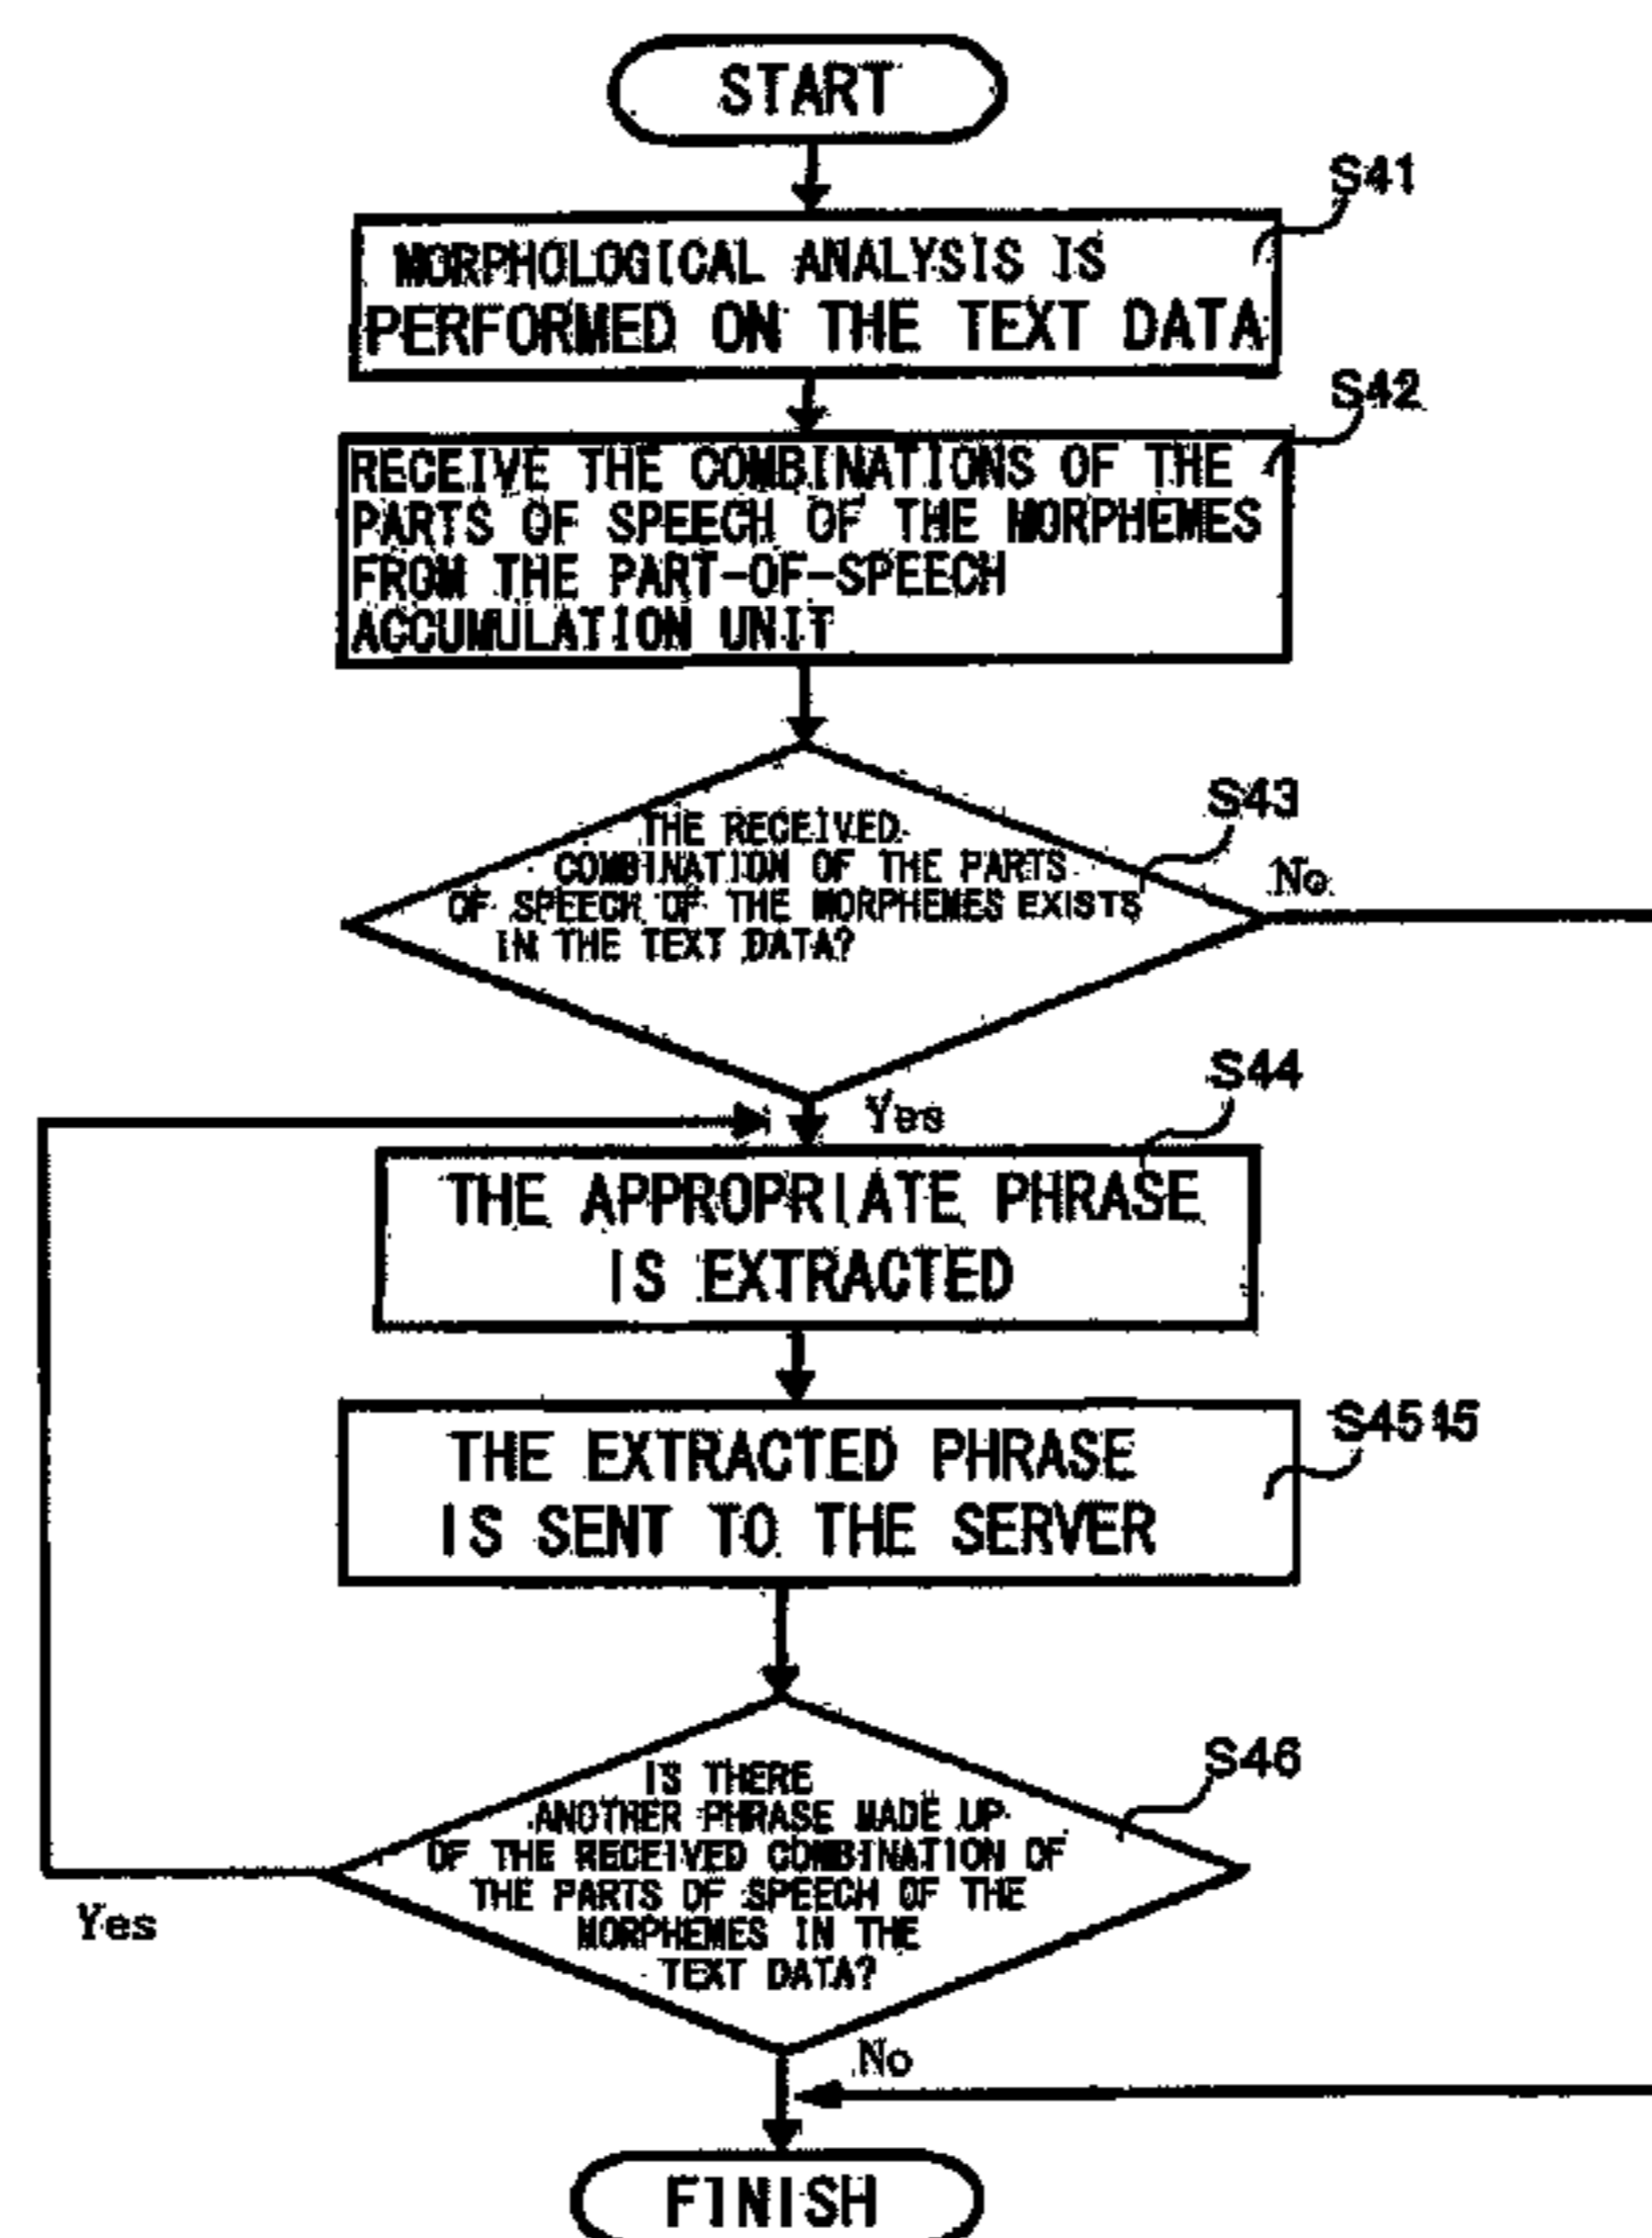 START
S41
MORPHOLOGICAL ANALYSIS IS
PERFORMED ON THE TEXT DATA
S42
RECEIVE THE COMBINATIONS OF THE
PARTS OF SPEECH OF THE MORPHEMES
FROM THE PART-OF-SPEECH
ACCUMULATION UNIT
S43
THE RECEIVED
COMBINATION OF THE PARTS
OF SPEECH OF THE MORPHEMES EXISTS
IN THE TEXT DATA?
No
Yes
S44
THE APPROPRIATE PHRASE
IS EXTRACTED
S45
THE EXTRACTED PHRASE
IS SENT TO THE SERVER
S46
IS THERE
ANOTHER PHRASE MADE UP
OF THE RECEIVED COMBINATION OF
THE PARTS OF SPEECH OF THE
MORPHEMES IN THE
TEXT DATA?
Yes
No
FINISH